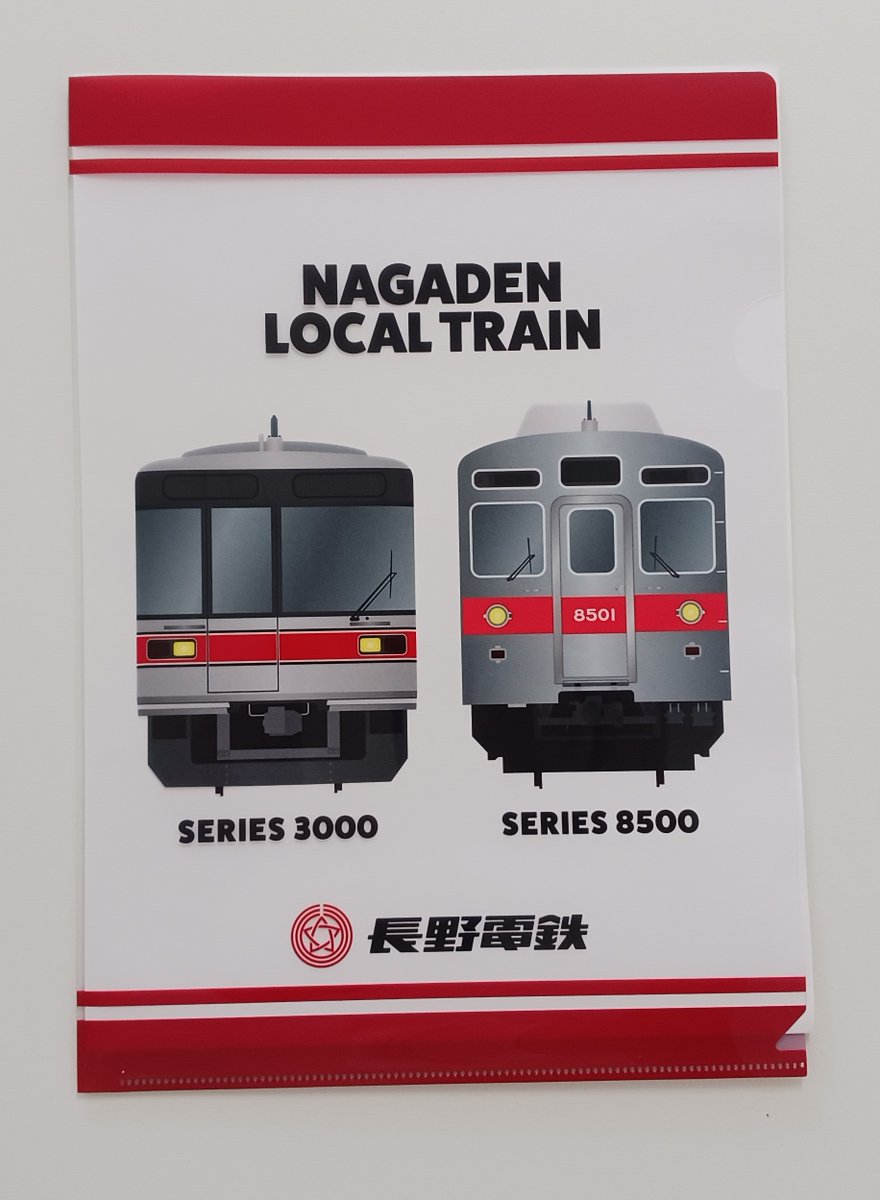 NAGADEN
LOCAL TRAIN
8501
SERIES 3000
SERIES 8500
長野電鉄